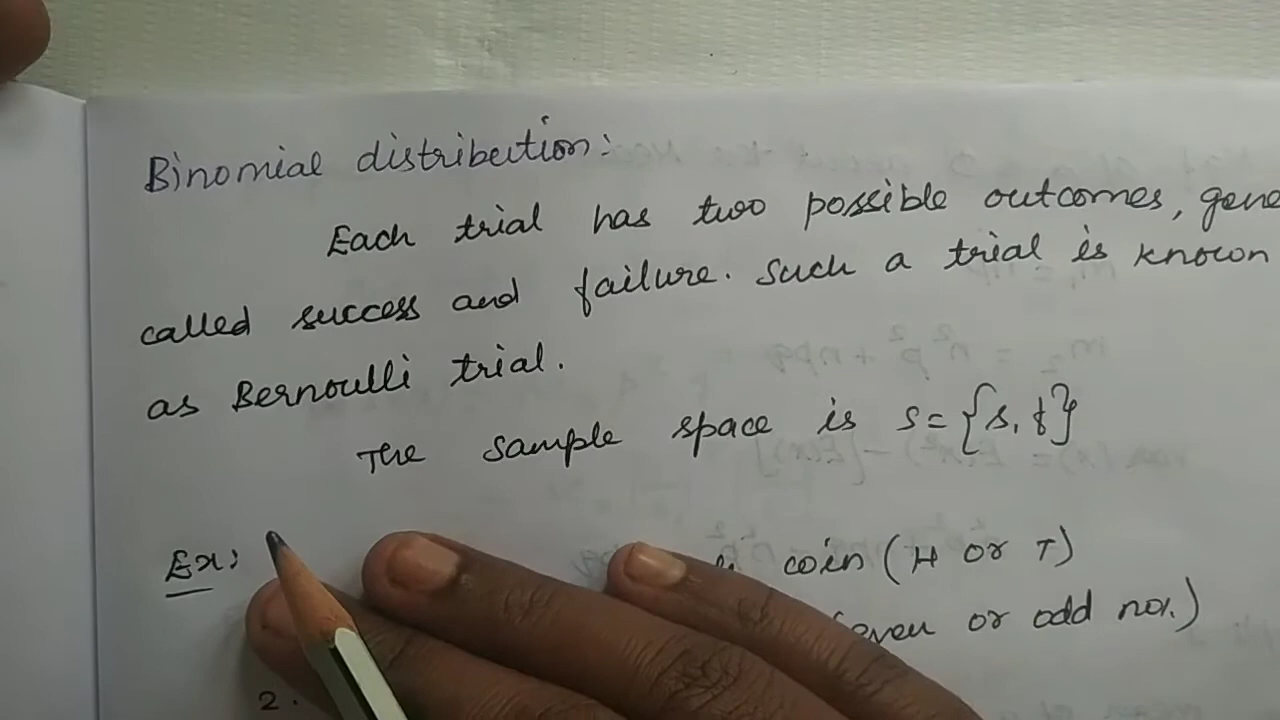 Binomial distribution:
Each trial has two possible outcomes, gene
called success and failure. Such a trial is known
as Bernoulli trial.
The sample space is S={s, f}
Ex:
coin (H or T)
(even or odd no.)
2.